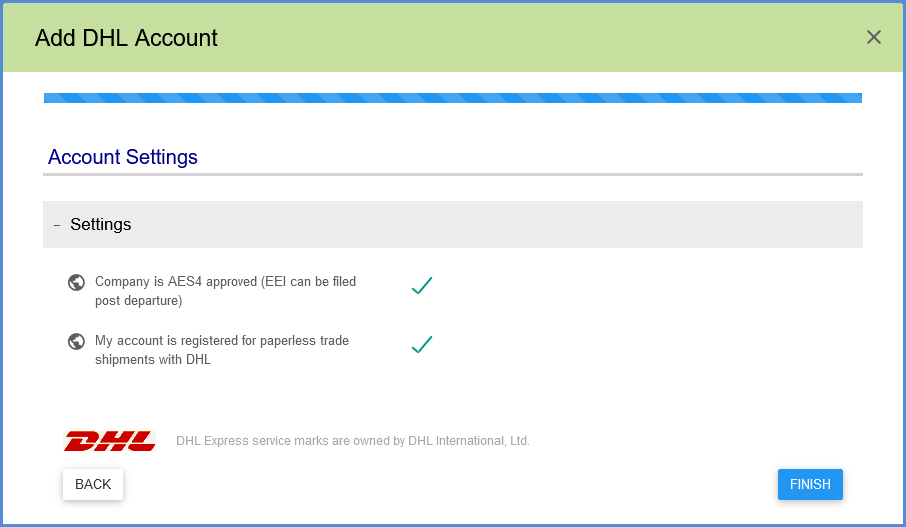 Add DHL Account
Account Settings
– Settings
Company is AES4 approved (EEI can be filed
post departure)
My account is registered for paperless trade
shipments with DHL
DHL
DHL Express service marks are owned by DHL International, Ltd.
BACK
FINISH